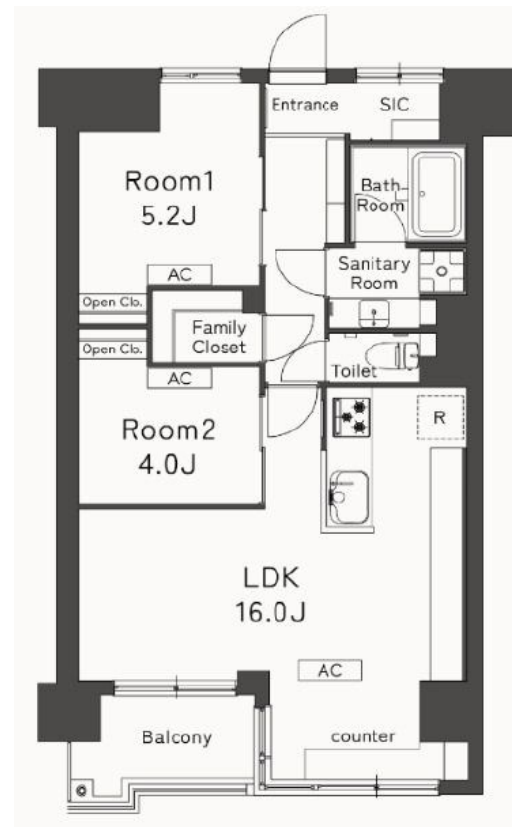 Entrance
SIC
Room1
5.2J
Bath
Room
AC
Sanitary
Room
Open Clo.
Family
Closet
Open Clo.
Toilet
AC
Room2
4.0J
R
LDK
16.0J
AC
Balcony
counter